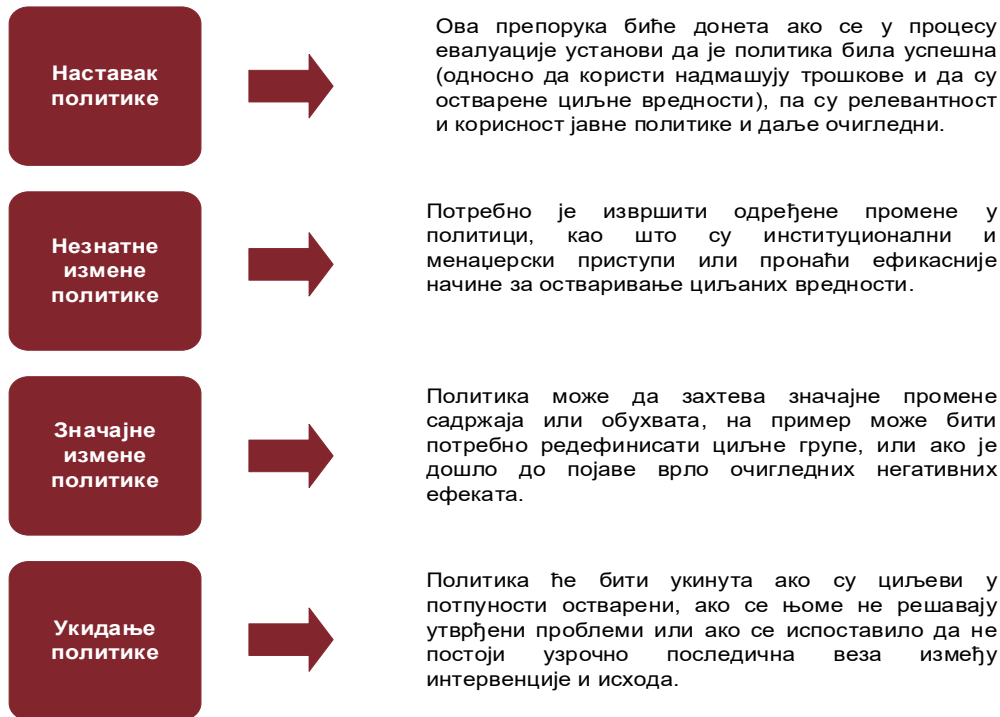 Наставак
политике
Ова препорука биће донета ако се у процесу
евалуације установи да је политика била успешна
(односно да користи надмашују трошкове и да су
остварене циљне вредности), па су релевантност
и корисност јавне политике и даље очигледни.
Незнатне
измене
политике
Потребно је извршити одређене промене у
политици, као што су институционални и
менаџерски приступи или пронаћи ефикасније
начине за остваривање циљаних вредности.
Значајне
измене
политике
Политика може да захтева значајне промене
садржаја или обухвата, на пример може бити
потребно редефинисати циљне групе, или ако је
дошло до појаве врло очигледних негативних
ефеката.
Укидање
политике
Политика ће бити укинута ако су циљеви у
потпуности остварени, ако се њоме не решавају
утврђени проблеми или ако се испоставило да не
постоји узрочно последична веза између
интервенције и исхода.